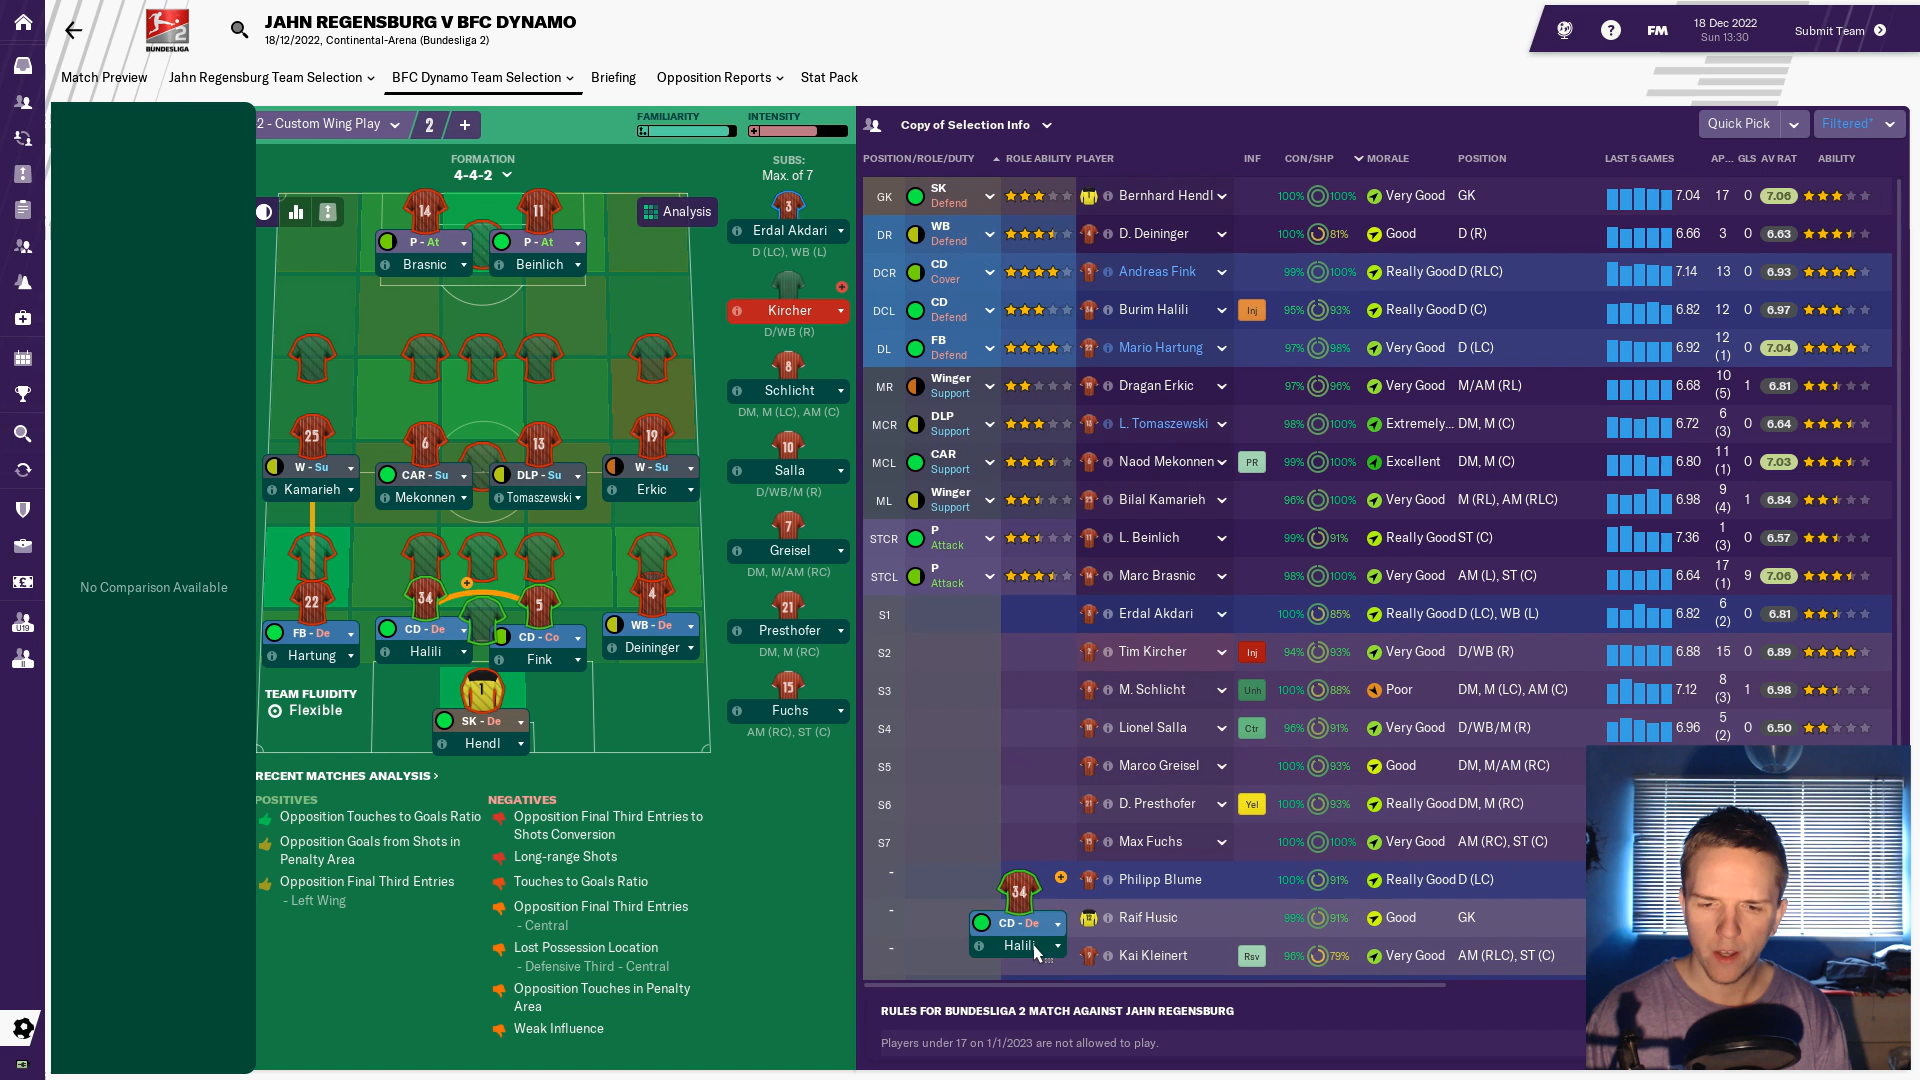 JAHN REGENSBURG V BFC DYNAMO
18/12/2022, Continental-Arena (Bundesliga 2)
BUNDESLIGA
FM
18 Dec 2022
Sun 13:30
Submit Team
Match Preview
Jahn Regensburg Team Selection
BFC Dynamo Team Selection
Briefing
Opposition Reports
Stat Pack
2 - Custom Wing Play
2
+
FAMILIARITY
INTENSITY
Copy of Selection Info
Quick Pick
Filtered*
FORMATION
4-4-2
SUBS:
Max. of 7
Analysis
14
P - At
Brasnic
11
P - At
Beinlich
25
W - Su
Kamarieh
6
CAR - Su
Mekonnen
13
DLP - Su
Tomaszewski
19
W - Su
Erkic
22
FB - De
Hartung
34
CD - De
Halili
5
CD - Co
Fink
4
WB - De
Deininger
1
SK - De
Hendl
TEAM FLUIDITY
Flexible
3
Erdal Akdari
D (LC), WB (L)
Kircher
D/WB (R)
8
Schlicht
DM, M (LC), AM (C)
10
Salla
D/WB/M (R)
7
Greisel
DM, M/AM (RC)
21
Presthofer
DM, M (RC)
15
Fuchs
AM (RC), ST (C)
No Comparison Available
RECENT MATCHES ANALYSIS >
POSITIVES
Opposition Touches to Goals Ratio
Opposition Goals from Shots in
Penalty Area
Opposition Final Third Entries
- Left Wing
NEGATIVES
Opposition Final Third Entries to
Shots Conversion
Long-range Shots
Touches to Goals Ratio
Opposition Final Third Entries
- Central
Lost Possession Location
- Defensive Third - Central
Opposition Touches in Penalty
Area
Weak Influence
POSITION/ROLE/DUTY ROLE ABILITY PLAYER INF CON/SHP MORALE POSITION LAST 5 GAMES AP... GLS AV RAT ABILITY
GK SK Defend Bernhard Hendl 100% 100% Very Good GK 7.04 17 0 7.06
DR WB Defend D. Deininger 100% 81% Good D (R) 6.66 3 0 6.63
DCR CD Cover Andreas Fink 99% 100% Really Good D (RLC) 7.14 13 0 6.93
DCL CD Defend Burim Halili Inj 95% 93% Really Good D (C) 6.82 12 0 6.97
DL FB Defend Mario Hartung 97% 98% Very Good D (LC) 6.92 12 (1) 0 7.04
MR Winger Support Dragan Erkic 97% 96% Very Good M/AM (RL) 6.68 10 (5) 1 6.81
MCR DLP Support L. Tomaszewski 98% 100% Extremely... DM, M (C) 6.72 6 (3) 0 6.64
MCL CAR Support Naod Mekonnen PR 99% 100% Excellent DM, M (C) 6.80 11 (1) 0 7.03
ML Winger Support Bilal Kamarieh 96% 100% Very Good M (RL), AM (RLC) 6.98 9 (4) 1 6.84
STCR P Attack L. Beinlich 99% 91% Really Good ST (C) 7.36 1 (3) 0 6.57
STCL P Attack Marc Brasnic 98% 100% Very Good AM (L), ST (C) 6.64 17 (1) 9 7.06
S1 Erdal Akdari 100% 85% Really Good D (LC), WB (L) 6.82 6 (2) 0 6.81
S2 Tim Kircher Inj 94% 93% Very Good D/WB (R) 6.88 15 0 6.89
S3 M. Schlicht Unh 100% 88% Poor DM, M (LC), AM (C) 7.12 8 (3) 1 6.98
S4 Lionel Salla Ctr 96% 91% Very Good D/WB/M (R) 6.96 5 (2) 0 6.50
S5 Marco Greisel 100% 93% Good DM, M/AM (RC)
S6 D. Presthofer Yel 100% 93% Really Good DM, M (RC)
S7 Max Fuchs 100% 100% Very Good AM (RC), ST (C)
- Philipp Blume 100% 91% Really Good D (LC)
- Raif Husic 99% 91% Good GK
- Kai Kleinert Rsv 96% 79% Very Good AM (RLC), ST (C)
34
CD - De
Halili
RULES FOR BUNDESLIGA 2 MATCH AGAINST JAHN REGENSBURG
Players under 17 on 1/1/2023 are not allowed to play.
U19
II